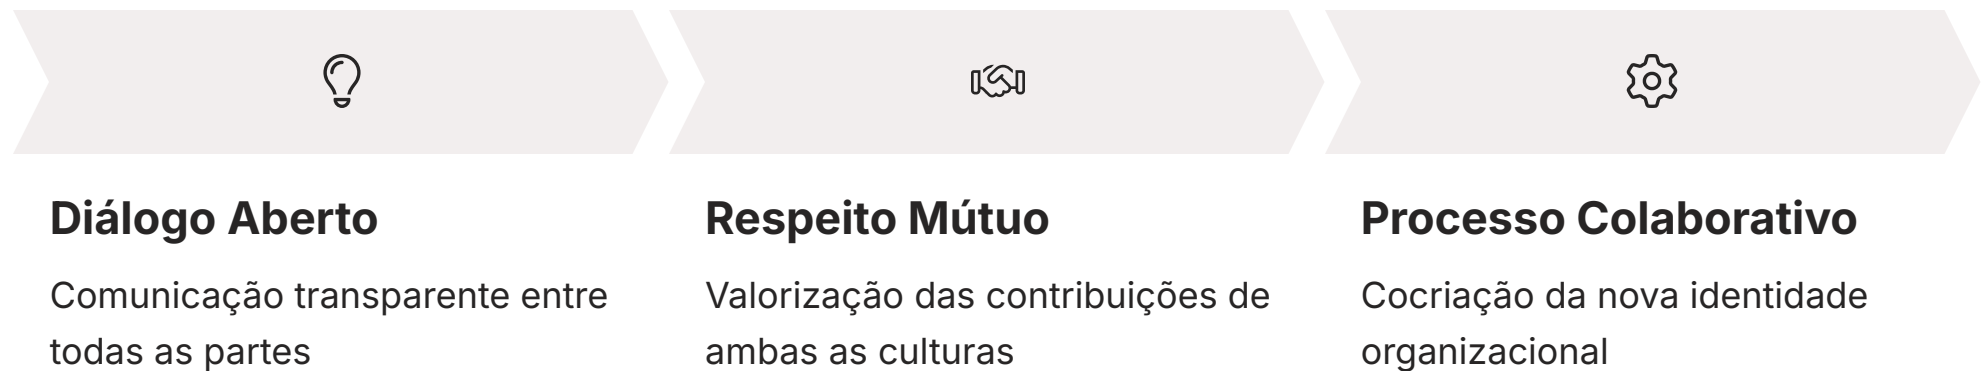 Diálogo Aberto
Comunicação transparente entre
todas as partes
Respeito Mútuo
Valorização das contribuições de
ambas as culturas
Processo Colaborativo
Cocriação da nova identidade
organizacional